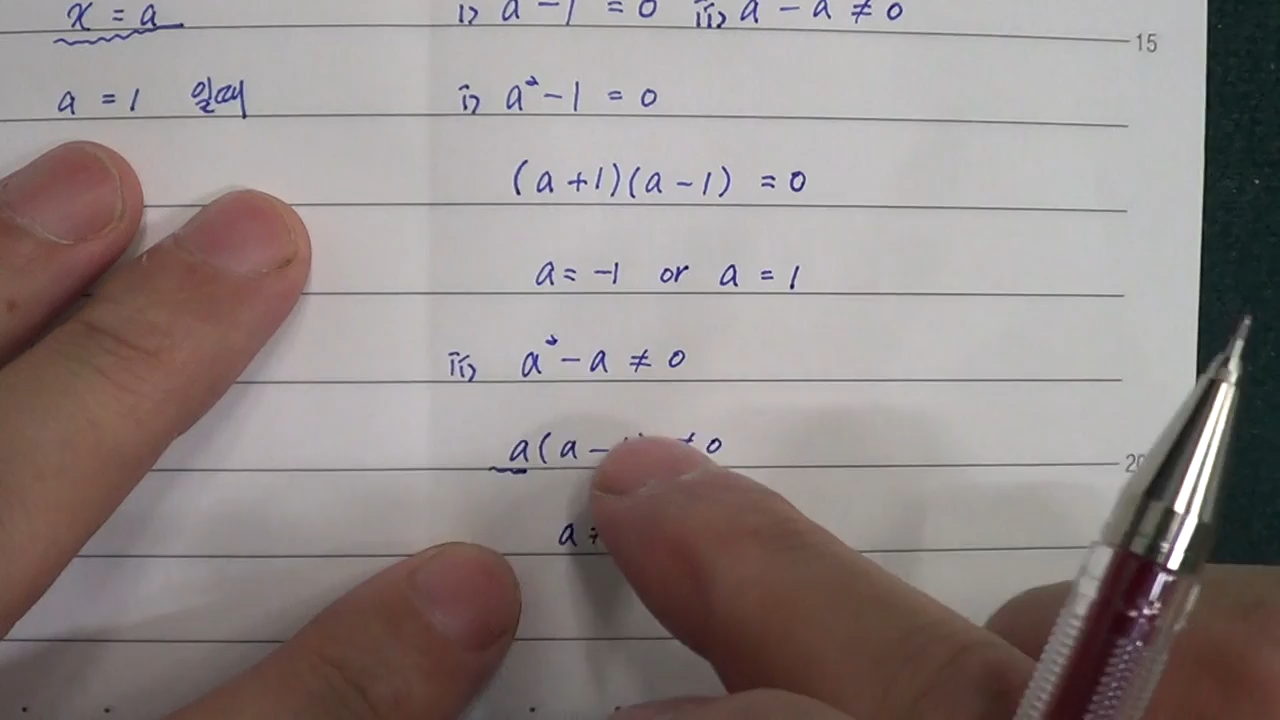 x = a
i) a² - 1 = 0 ii) a² - a ≠ 0
15
a = 1 일때
i) a² - 1 = 0
(a + 1)(a - 1) = 0
a = -1 or a = 1
ii) a² - a ≠ 0
a(a - ≠ 0
20
a ≠